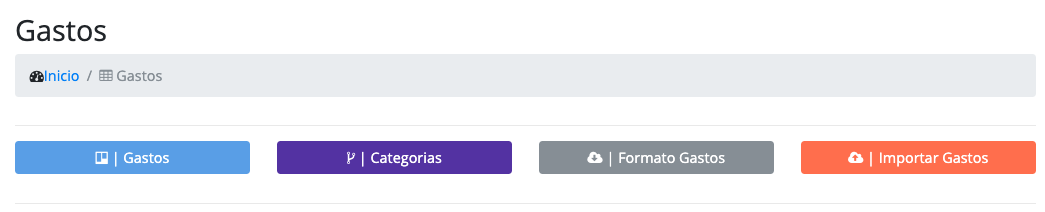 Gastos
Inicio / Gastos
| Gastos
| Categorias
| Formato Gastos
| Importar Gastos